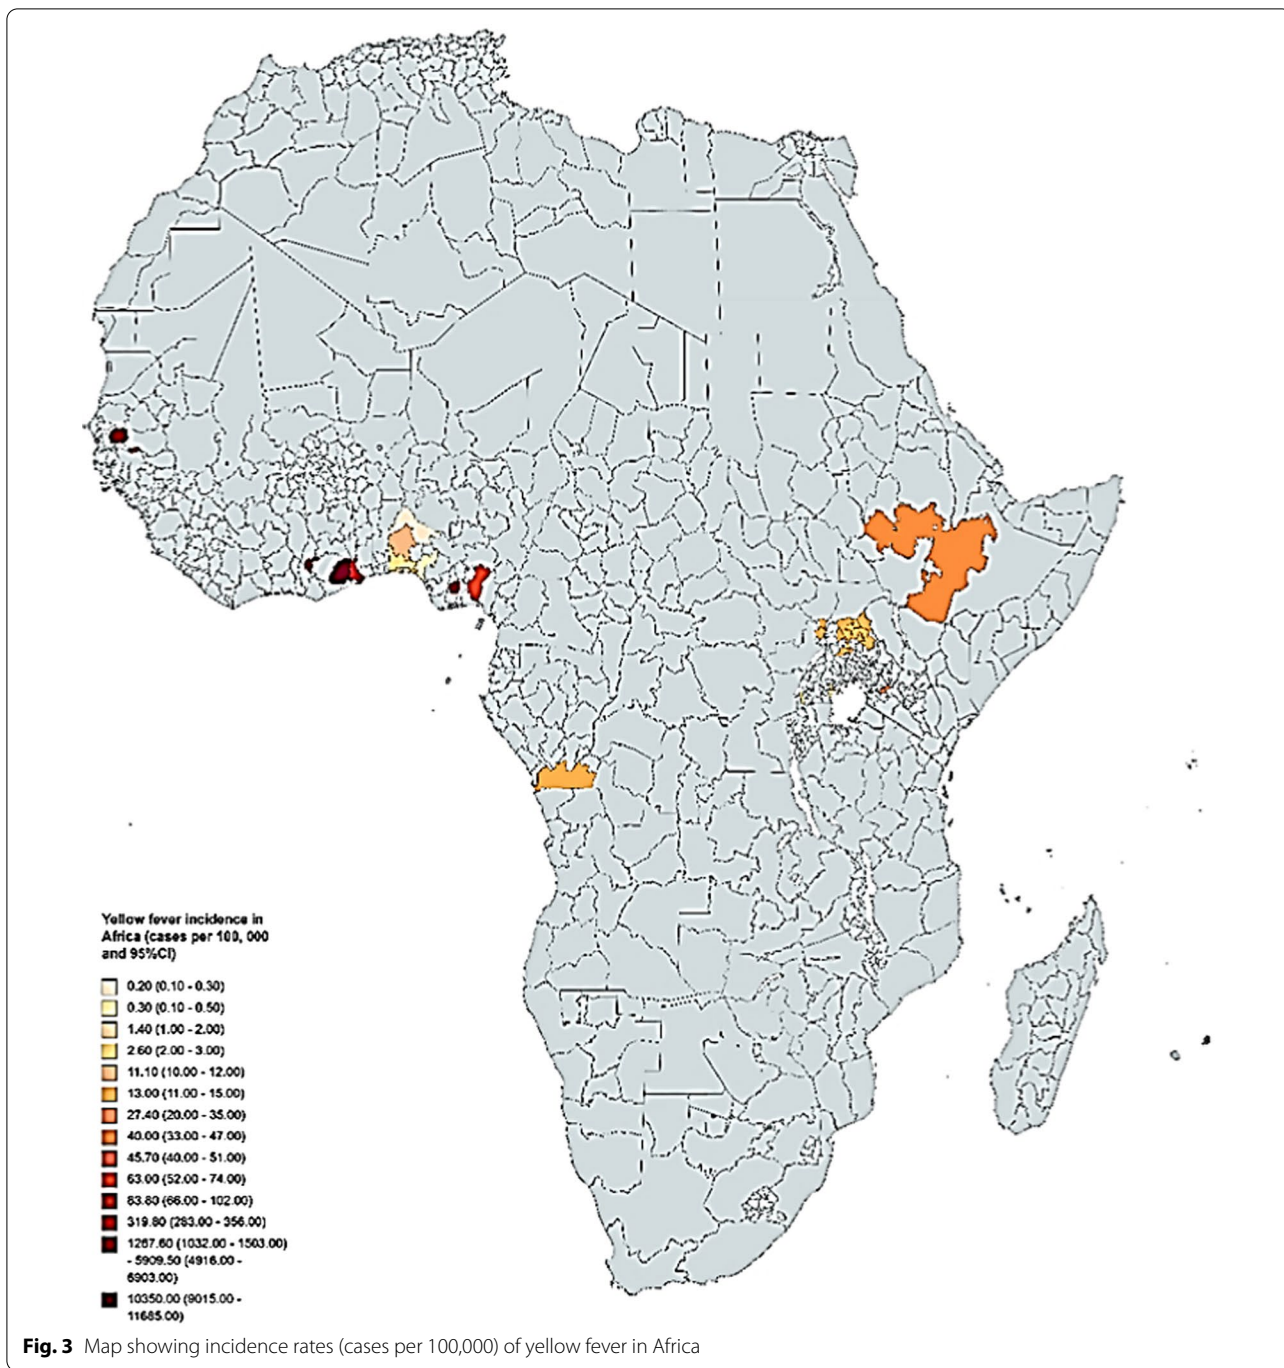 Yellow fever incidence in
Africa (cases per 100, 000
and 95%CI)
0.20 (0.10 - 0.30)
0.30 (0.10 - 0.50)
1.40 (1.00 - 2.00)
2.60 (2.00 - 3.00)
11.10 (10.00 - 12.00)
13.00 (11.00 - 15.00)
27.40 (20.00 - 35.00)
40.00 (33.00 - 47.00)
45.70 (40.00 - 51.00)
63.00 (52.00 - 74.00)
83.80 (66.00 - 102.00)
319.80 (283.00 - 356.00)
1267.60 (1032.00 - 1503.00)
- 5909.50 (4916.00 -
6903.00)
10350.00 (9015.00 -
11685.00)
Fig. 3 Map showing incidence rates (cases per 100,000) of yellow fever in Africa